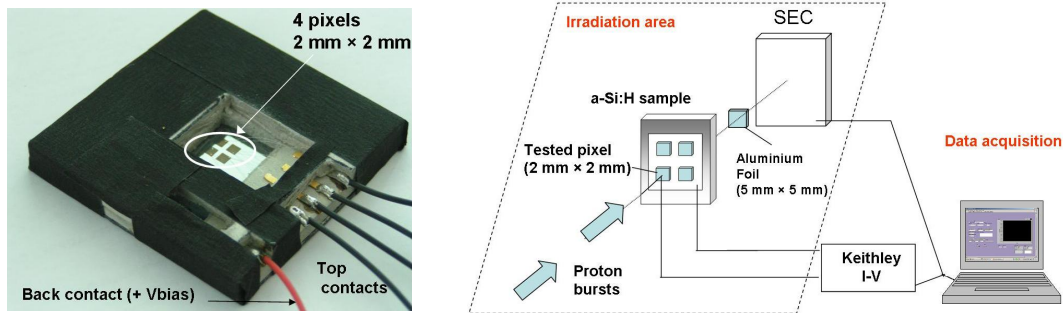 4 pixels
2 mm × 2 mm
Back contact (+ Vbias)
Top
contacts
Irradiation area
SEC
a-Si:H sample
Tested pixel
(2 mm × 2 mm)
Aluminium
Foil
(5 mm × 5 mm)
Data acquisition
Proton
bursts
Keithley
I-V